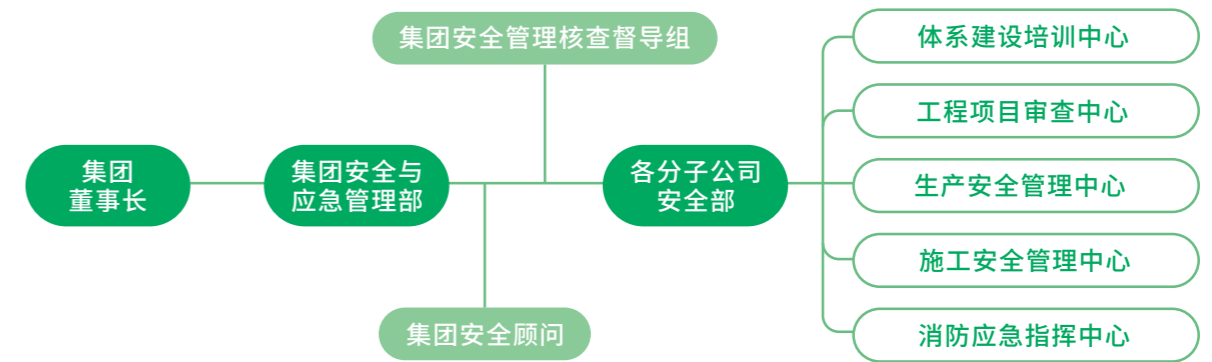 集团安全管理核查督导组
集团
董事长
集团安全与
应急管理部
各分子公司
安全部
集团安全顾问
体系建设培训中心
工程项目审查中心
生产安全管理中心
施工安全管理中心
消防应急指挥中心